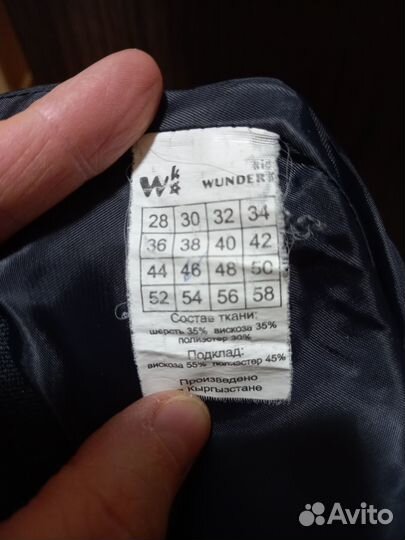 Wk
WUNDER
28 30 32 34
36 38 40 42
44 46 48 50
52 54 56 58
Состав ткани:
шерсть 35% вискоза 35%
полиэстер 30%
Подклад:
вискоза 55% полиэстер 45%
Произведено
в Кыргызстане
Avito